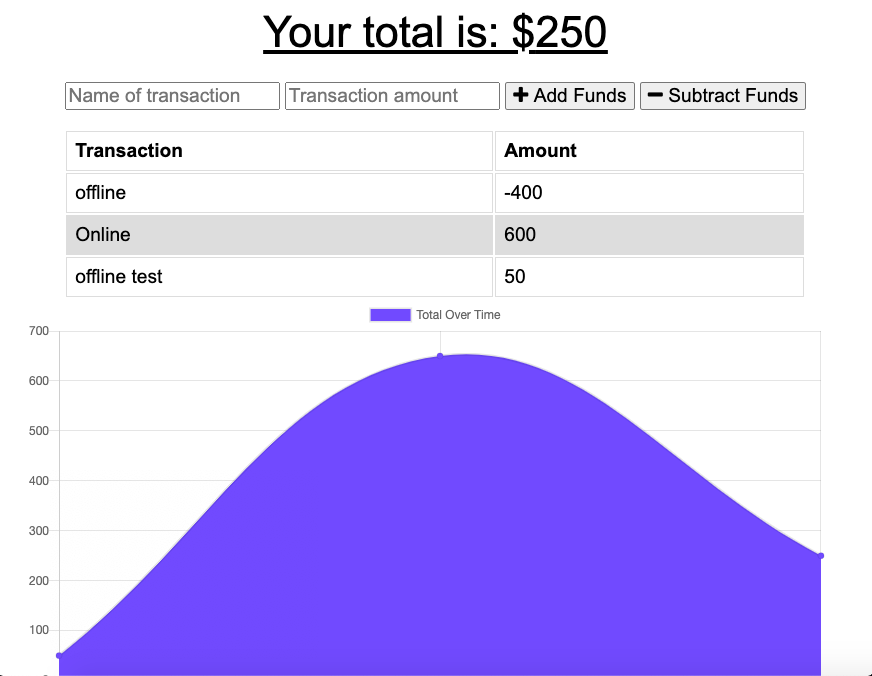 Your total is: $250
Name of transaction Transaction amount + Add Funds − Subtract Funds
Transaction Amount
offline -400
Online 600
offline test 50
Total Over Time
700
600
500
400
300
200
100